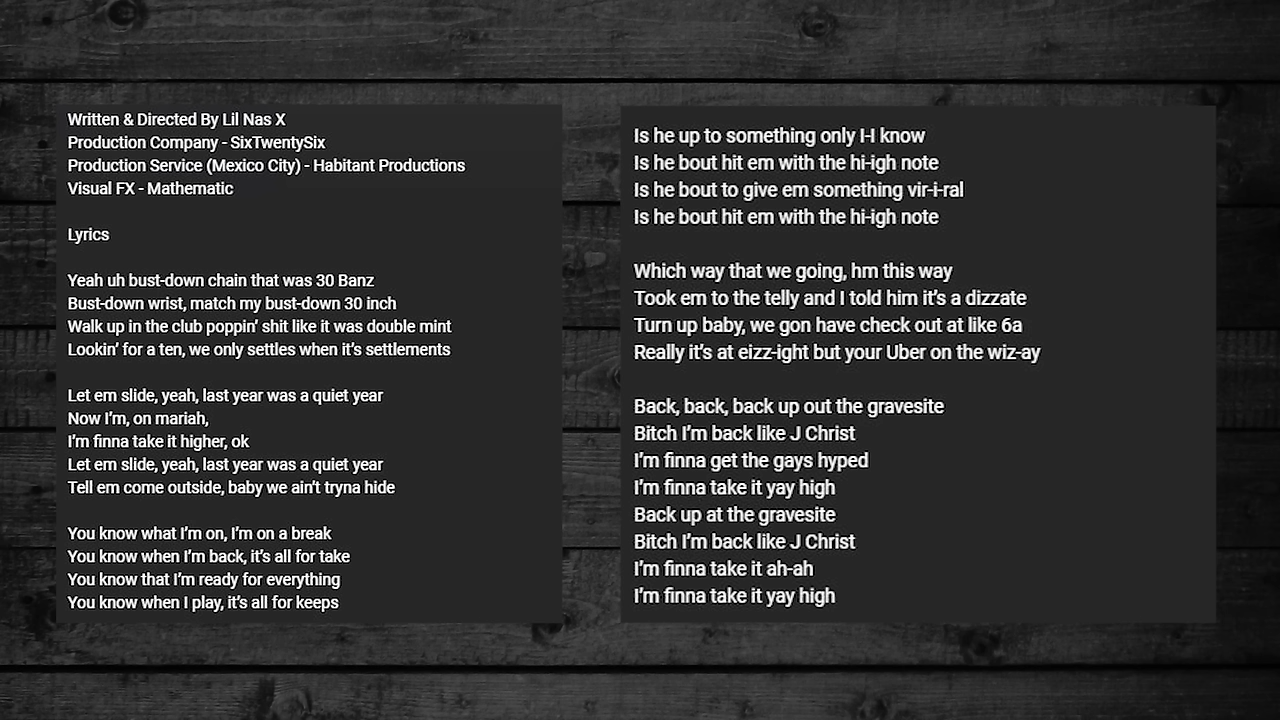 Written & Directed By Lil Nas X
Production Company - SixTwentySix
Production Service (Mexico City) - Habitant Productions
Visual FX - Mathematic
Lyrics
Yeah uh bust-down chain that was 30 Banz
Bust-down wrist, match my bust-down 30 inch
Walk up in the club poppin’ shit like it was double mint
Lookin’ for a ten, we only settles when it’s settlements
Let em slide, yeah, last year was a quiet year
Now I’m, on mariah,
I’m finna take it higher, ok
Let em slide, yeah, last year was a quiet year
Tell em come outside, baby we ain’t tryna hide
You know what I’m on, I’m on a break
You know when I’m back, it’s all for take
You know that I’m ready for everything
You know when I play, it’s all for keeps
Is he up to something only I-I know
Is he bout hit em with the hi-igh note
Is he bout to give em something vir-i-ral
Is he bout hit em with the hi-igh note
Which way that we going, hm this way
Took em to the telly and I told him it’s a dizzate
Turn up baby, we gon have check out at like 6a
Really it’s at eizz-ight but your Uber on the wiz-ay
Back, back, back up out the gravesite
Bitch I’m back like J Christ
I’m finna get the gays hyped
I’m finna take it yay high
Back up at the gravesite
Bitch I’m back like J Christ
I’m finna take it ah-ah
I’m finna take it yay high